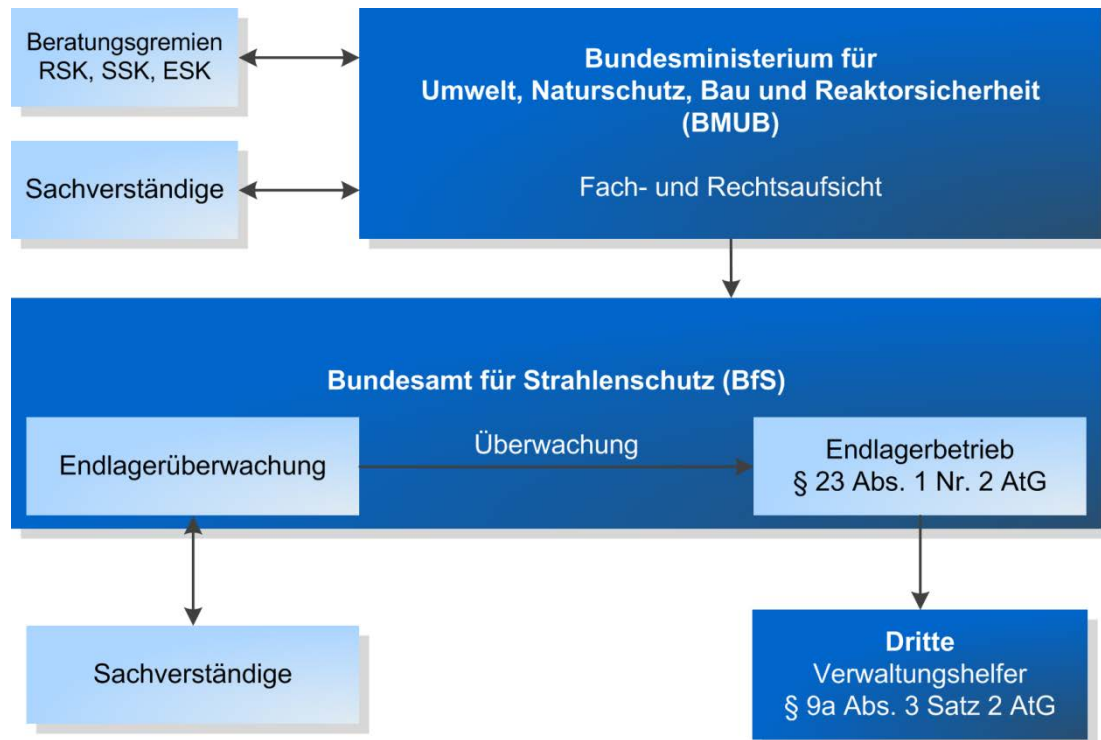 Beratungsgremien
RSK, SSK, ESK
Bundesministerium für
Umwelt, Naturschutz, Bau und Reaktorsicherheit
(BMUB)
Sachverständige
Fach- und Rechtsaufsicht
Bundesamt für Strahlenschutz (BfS)
Endlagerüberwachung
Überwachung
Endlagerbetrieb
§ 23 Abs. 1 Nr. 2 AtG
Sachverständige
Dritte
Verwaltungshelfer
§ 9a Abs. 3 Satz 2 AtG